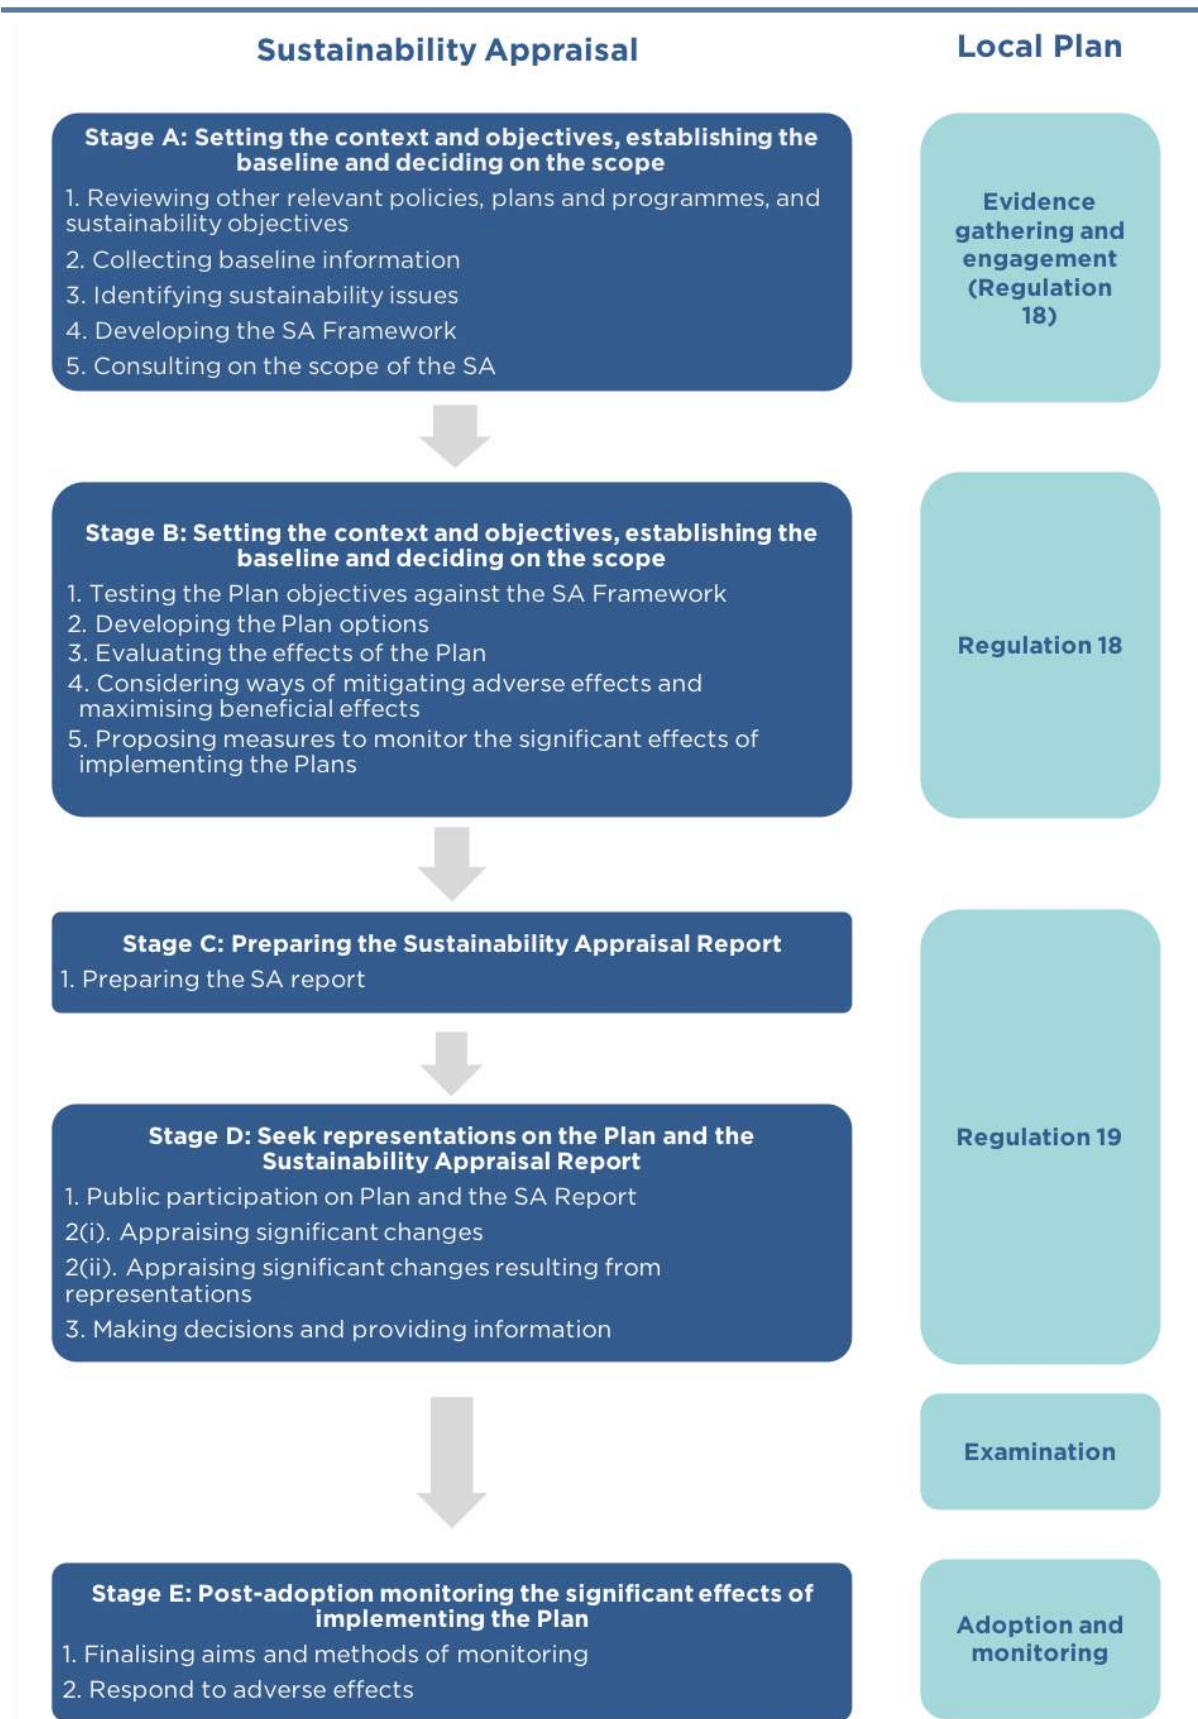 Sustainability Appraisal
Local Plan
Stage A: Setting the context and objectives, establishing the
baseline and deciding on the scope
1. Reviewing other relevant policies, plans and programmes, and
sustainability objectives
2. Collecting baseline information
3. Identifying sustainability issues
4. Developing the SA Framework
5. Consulting on the scope of the SA
Evidence
gathering and
engagement
(Regulation
18)
Stage B: Setting the context and objectives, establishing the
baseline and deciding on the scope
1. Testing the Plan objectives against the SA Framework
2. Developing the Plan options
3. Evaluating the effects of the Plan
4. Considering ways of mitigating adverse effects and
maximising beneficial effects
5. Proposing measures to monitor the significant effects of
implementing the Plans
Regulation 18
Stage C: Preparing the Sustainability Appraisal Report
1. Preparing the SA report
Stage D: Seek representations on the Plan and the
Sustainability Appraisal Report
1. Public participation on Plan and the SA Report
2(i). Appraising significant changes
2(ii). Appraising significant changes resulting from
representations
3. Making decisions and providing information
Regulation 19
Examination
Stage E: Post-adoption monitoring the significant effects of
implementing the Plan
1. Finalising aims and methods of monitoring
2. Respond to adverse effects
Adoption and
monitoring